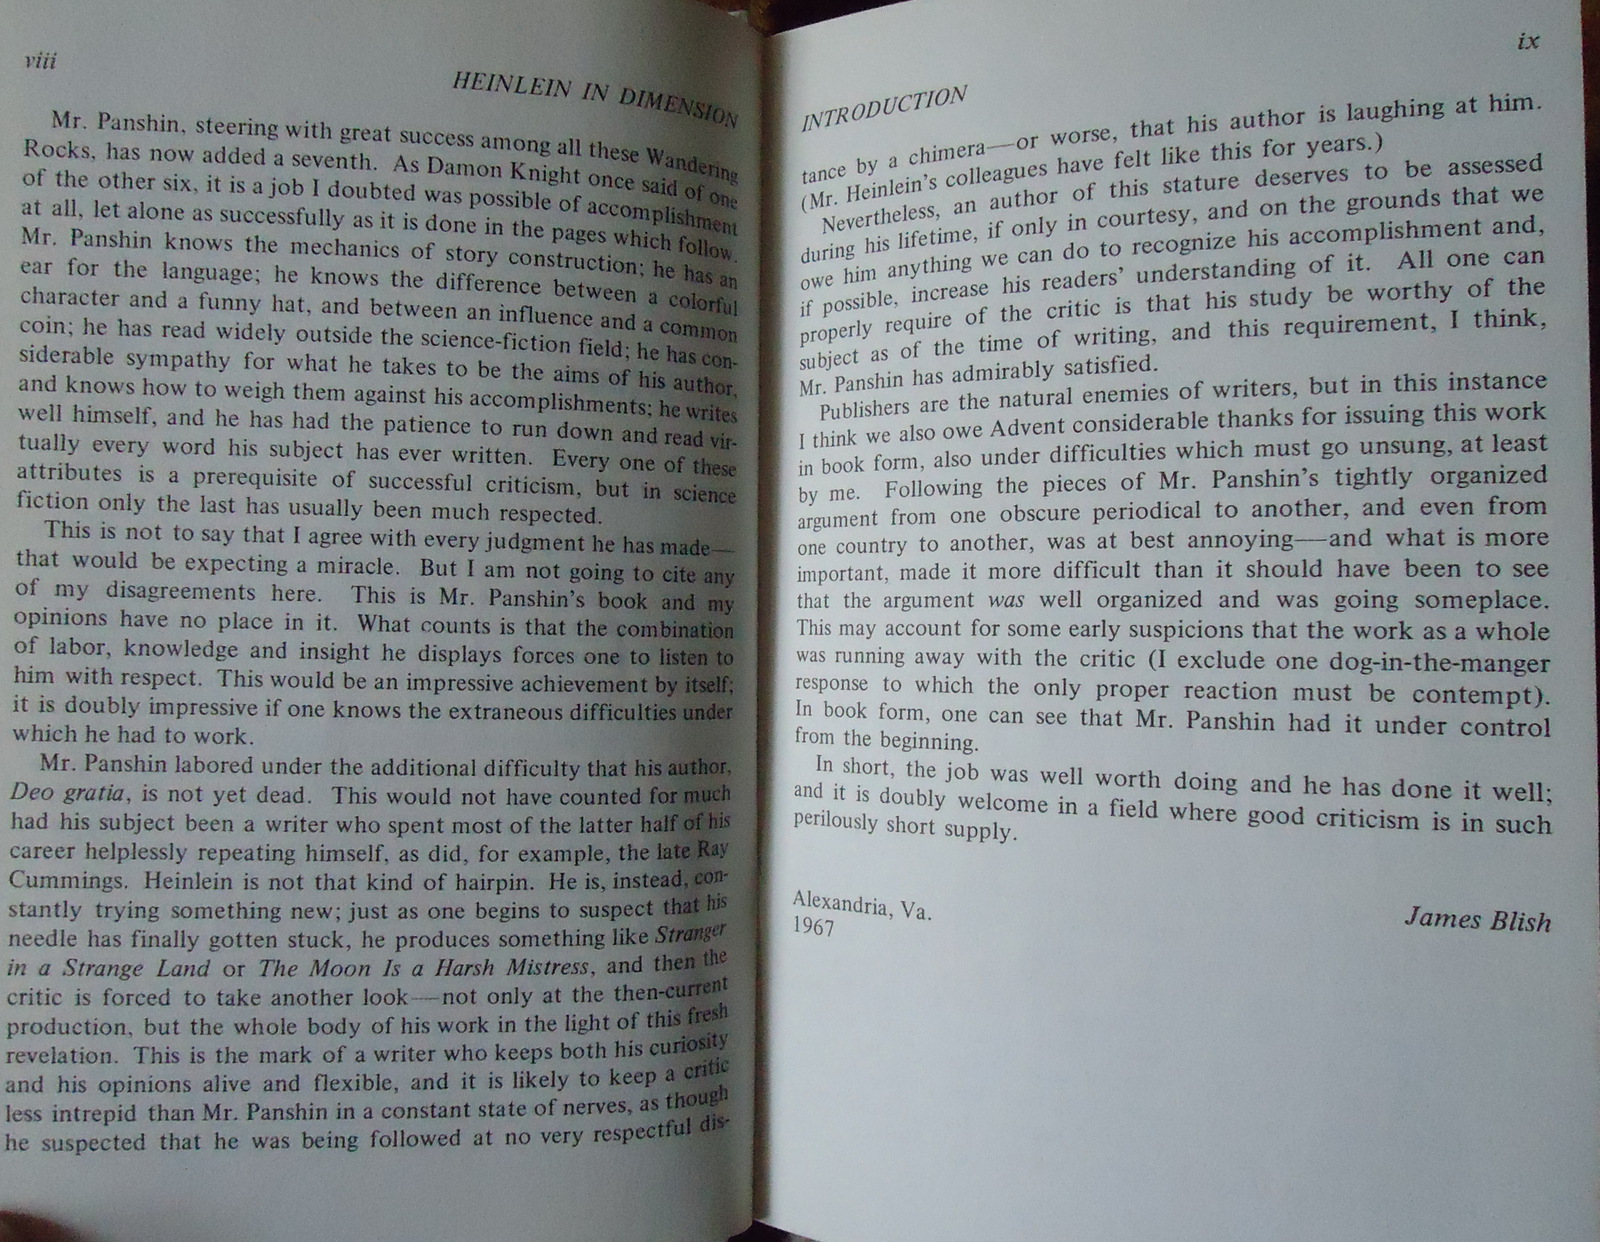 viii
HEINLEIN IN DIMENSION
Mr. Panshin, steering with great success among all these Wandering
Rocks, has now added a seventh. As Damon Knight once said of one
of the other six, it is a job I doubted was possible of accomplishment
at all, let alone as successfully as it is done in the pages which follow.
Mr. Panshin knows the mechanics of story construction; he has an
ear for the language; he knows the difference between a colorful
character and a funny hat, and between an influence and a common
coin; he has read widely outside the science-fiction field; he has con-
siderable sympathy for what he takes to be the aims of his author,
and knows how to weigh them against his accomplishments; he writes
well himself, and he has had the patience to run down and read vir-
tually every word his subject has ever written. Every one of these
attributes is a prerequisite of successful criticism, but in science
fiction only the last has usually been much respected.
This is not to say that I agree with every judgment he has made—
that would be expecting a miracle. But I am not going to cite any
of my disagreements here. This is Mr. Panshin's book and my
opinions have no place in it. What counts is that the combination
of labor, knowledge and insight he displays forces one to listen to
him with respect. This would be an impressive achievement by itself;
it is doubly impressive if one knows the extraneous difficulties under
which he had to work.
Mr. Panshin labored under the additional difficulty that his author,
Deo gratia, is not yet dead. This would not have counted for much
had his subject been a writer who spent most of the latter half of his
career helplessly repeating himself, as did, for example, the late Ray
Cummings. Heinlein is not that kind of hairpin. He is, instead, con-
stantly trying something new; just as one begins to suspect that his
needle has finally gotten stuck, he produces something like Stranger
in a Strange Land or The Moon Is a Harsh Mistress, and then the
critic is forced to take another look—not only at the then-current
production, but the whole body of his work in the light of this fresh
revelation. This is the mark of a writer who keeps both his curiosity
and his opinions alive and flexible, and it is likely to keep a critic
less intrepid than Mr. Panshin in a constant state of nerves, as though
he suspected that he was being followed at no very respectful dis-
ix
INTRODUCTION
tance by a chimera—or worse, that his author is laughing at him.
(Mr. Heinlein's colleagues have felt like this for years.)
Nevertheless, an author of this stature deserves to be assessed
during his lifetime, if only in courtesy, and on the grounds that we
owe him anything we can do to recognize his accomplishment and,
if possible, increase his readers' understanding of it. All one can
properly require of the critic is that his study be worthy of the
subject as of the time of writing, and this requirement, I think,
Mr. Panshin has admirably satisfied.
Publishers are the natural enemies of writers, but in this instance
I think we also owe Advent considerable thanks for issuing this work
in book form, also under difficulties which must go unsung, at least
by me. Following the pieces of Mr. Panshin's tightly organized
argument from one obscure periodical to another, and even from
one country to another, was at best annoying—and what is more
important, made it more difficult than it should have been to see
that the argument was well organized and was going someplace.
This may account for some early suspicions that the work as a whole
was running away with the critic (I exclude one dog-in-the-manger
response to which the only proper reaction must be contempt).
In book form, one can see that Mr. Panshin had it under control
from the beginning.
In short, the job was well worth doing and he has done it well;
and it is doubly welcome in a field where good criticism is in such
perilously short supply.
Alexandria, Va.
1967
James Blish